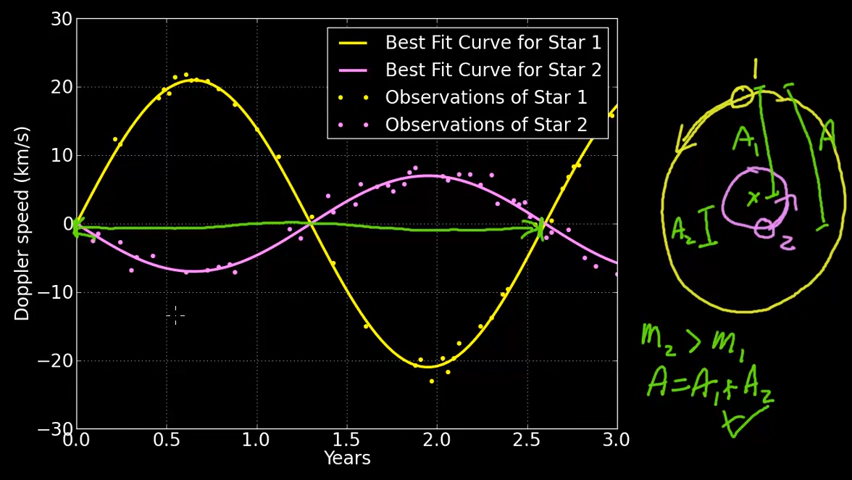 30
20
10
0
−10
−20
−30
0.0 0.5 1.0 1.5 2.0 2.5 3.0
Years
Doppler speed (km/s)
Best Fit Curve for Star 1
Best Fit Curve for Star 2
Observations of Star 1
Observations of Star 2
1
A₁
A
x
A₂
2
m₂ > m₁
A = A₁ + A₂